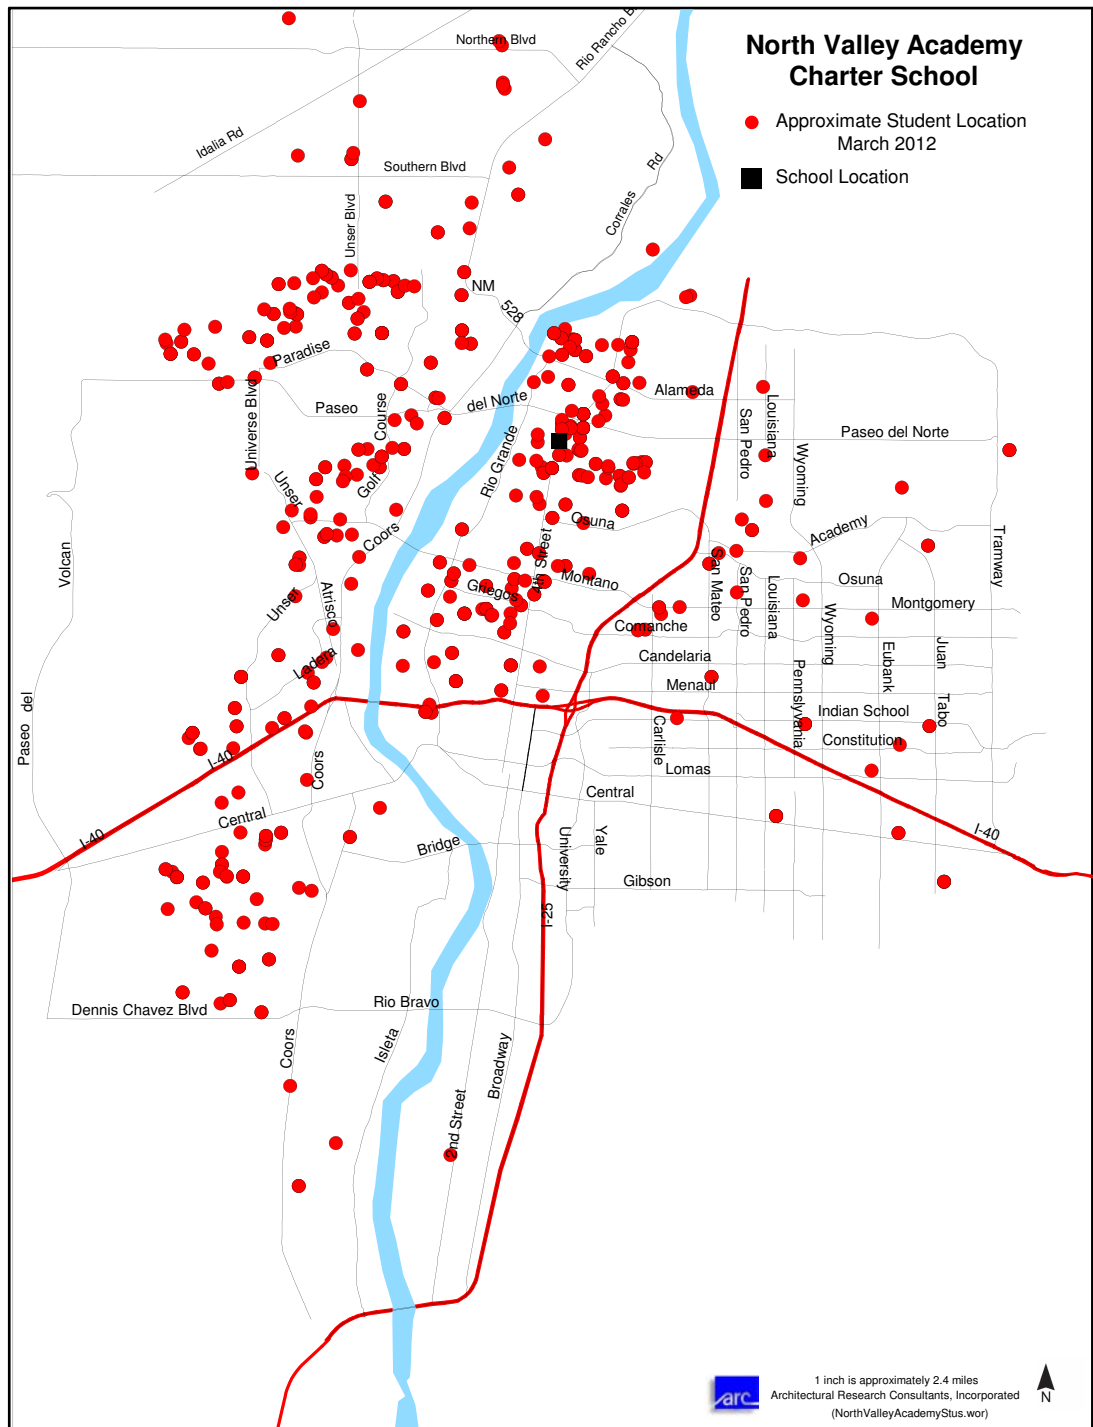 North Valley Academy
Charter School
Approximate Student Location
March 2012
School Location
Northern Blvd
Rio Rancho B
Idalia Rd
Southern Blvd
Corrales
Rd
Unser Blvd
NM
528
Paradise
Alameda
Universe Blvd
Paseo
del Norte
Golf
Course
Rio Grande
San Pedro
Louisiana
Wyoming
Paseo del Norte
Unser
Coors
Osuna
Academy
Tramway
Volcan
4th Street
Montano
Griegos
San Mateo
San Pedro
Louisiana
Osuna
Montgomery
Unser
Atrisco
Comanche
Wyoming
Candelaria
Eubank
Juan
Ladera
Menaul
Pennslyvania
Tabo
Paseo del
Indian School
Carlisle
Constitution
I-40
Coors
Lomas
Central
Central
I-40
Bridge
University
Yale
I-40
Gibson
I-25
Dennis Chavez Blvd
Rio Bravo
Coors
Isleta
Broadway
2nd Street
arc
1 inch is approximately 2.4 miles
Architectural Research Consultants, Incorporated
(NorthValleyAcademyStus.wor)
N